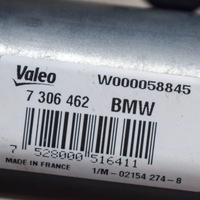 Valeo W000058845
7 306 462 BMW
7 528000 516411
MADE IN FRANCE 1/M-02154 274-8